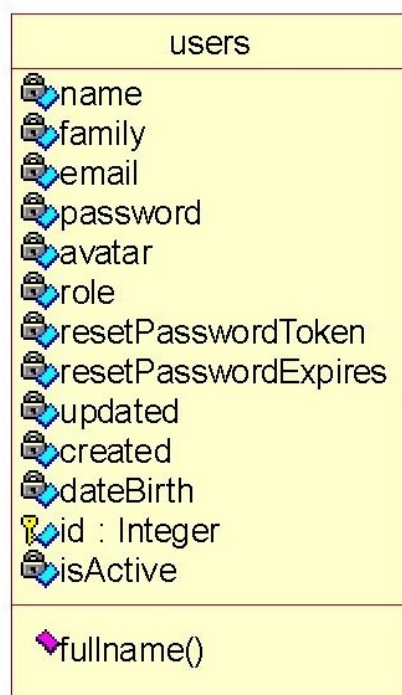 users
name
family
email
password
avatar
role
resetPasswordToken
resetPasswordExpires
updated
created
dateBirth
id : Integer
isActive
fullname()